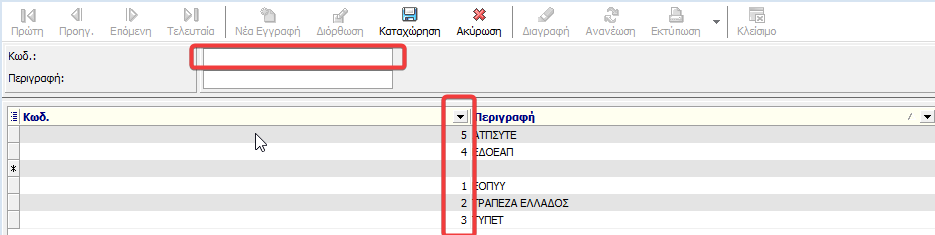 Πρώτη Προηγ. Επόμενη Τελευταία Νέα Εγγραφή Διόρθωση Καταχώρηση Ακύρωση Διαγραφή Ανανέωση Εκτύπωση Κλείσιμο
Κωδ.:
Περιγραφή:
Κωδ. Περιγραφή
5 ΑΤΠΣΥΤΕ
4 ΕΔΟΕΑΠ
*
1 ΕΟΠΥΥ
2 ΤΡΑΠΕΖΑ ΕΛΛΑΔΟΣ
3 ΤΥΠΕΤ